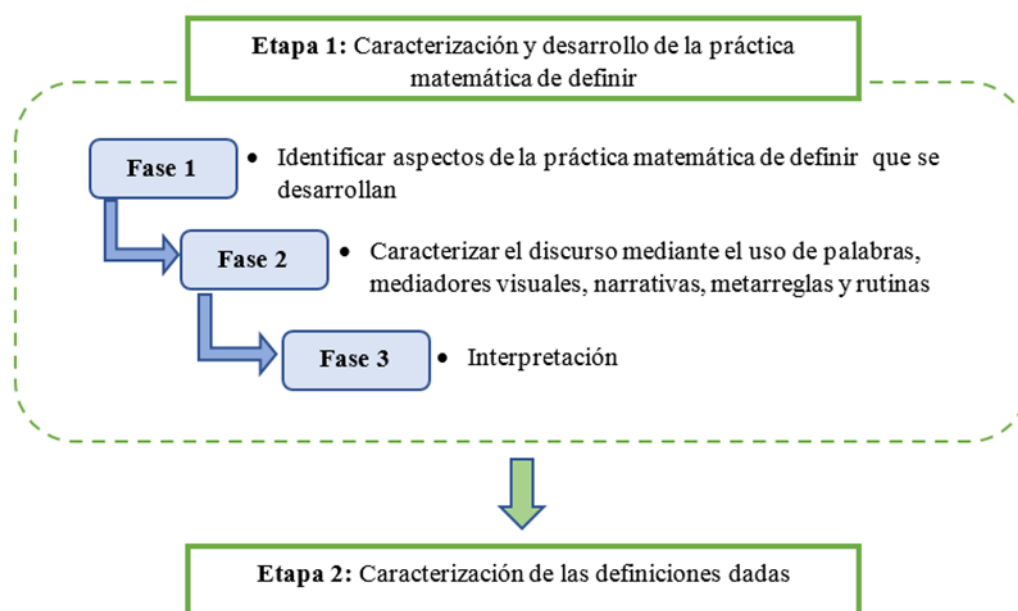 Etapa 1: Caracterización y desarrollo de la práctica
matemática de definir
Fase 1
• Identificar aspectos de la práctica matemática de definir que se
desarrollan
Fase 2
• Caracterizar el discurso mediante el uso de palabras,
mediadores visuales, narrativas, metarreglas y rutinas
Fase 3
• Interpretación
Etapa 2: Caracterización de las definiciones dadas